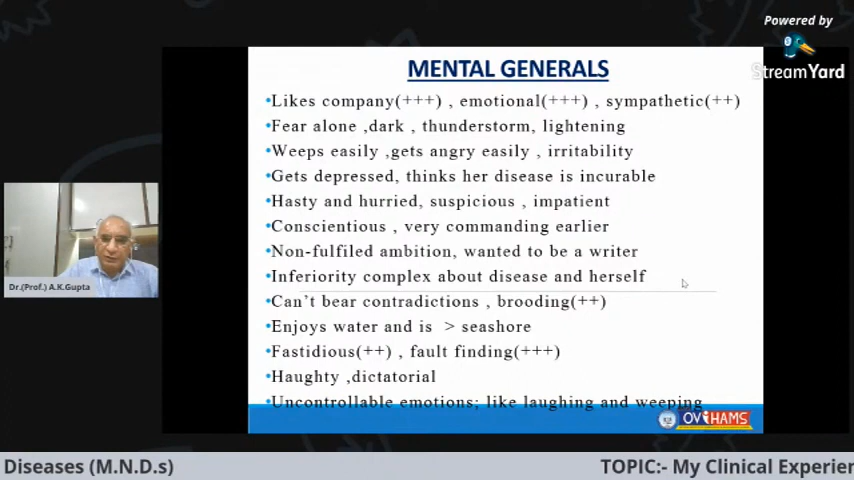 Powered by
StreamYard
MENTAL GENERALS
•Likes company(+++) , emotional(+++) , sympathetic(++)
•Fear alone ,dark , thunderstorm, lightening
•Weeps easily ,gets angry easily , irritability
•Gets depressed, thinks her disease is incurable
•Hasty and hurried, suspicious , impatient
•Conscientious , very commanding earlier
•Non-fulfiled ambition, wanted to be a writer
•Inferiority complex about disease and herself
•Can't bear contradictions , brooding(++)
•Enjoys water and is > seashore
•Fastidious(++) , fault finding(+++)
•Haughty ,dictatorial
•Uncontrollable emotions; like laughing and weeping
Dr.(Prof.) A.K.Gupta
OVIHAMS
Diseases (M.N.D.s)
TOPIC:- My Clinical Experien